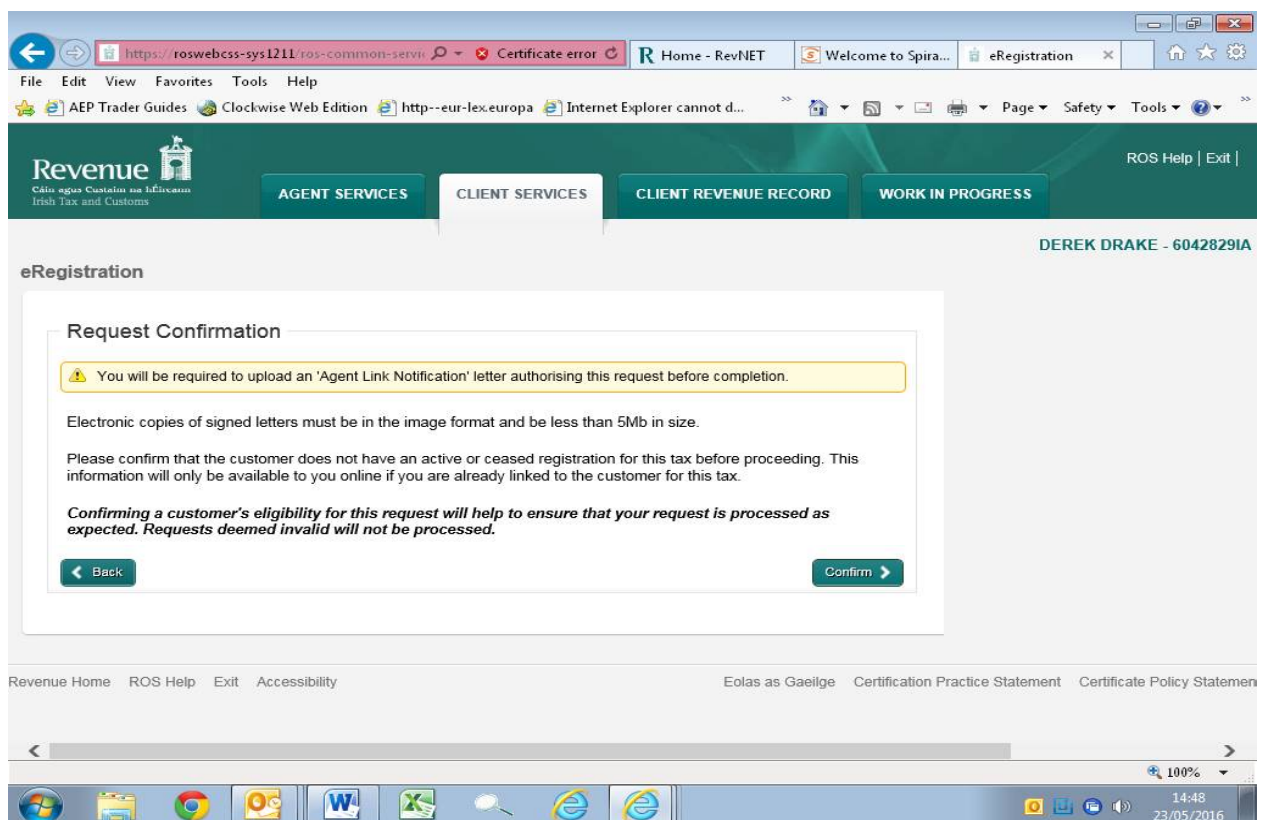 https://roswebcss-sys1211/ros-common-servi Certificate error Home - RevNET Welcome to Spira... eRegistration
File Edit View Favorites Tools Help
AEP Trader Guides Clockwise Web Edition http--eur-lex.europa Internet Explorer cannot d... Page Safety Tools
ROS Help | Exit |
Revenue
Cáin agus Custaim na hÉireann
Irish Tax and Customs
AGENT SERVICES CLIENT SERVICES CLIENT REVENUE RECORD WORK IN PROGRESS
DEREK DRAKE - 6042829IA
eRegistration
Request Confirmation
You will be required to upload an 'Agent Link Notification' letter authorising this request before completion.
Electronic copies of signed letters must be in the image format and be less than 5Mb in size.
Please confirm that the customer does not have an active or ceased registration for this tax before proceeding. This
information will only be available to you online if you are already linked to the customer for this tax.
Confirming a customer's eligibility for this request will help to ensure that your request is processed as
expected. Requests deemed invalid will not be processed.
Back Confirm
Revenue Home ROS Help Exit Accessibility Eolas as Gaeilge Certification Practice Statement Certificate Policy Statemen
100%
14:48
23/05/2016